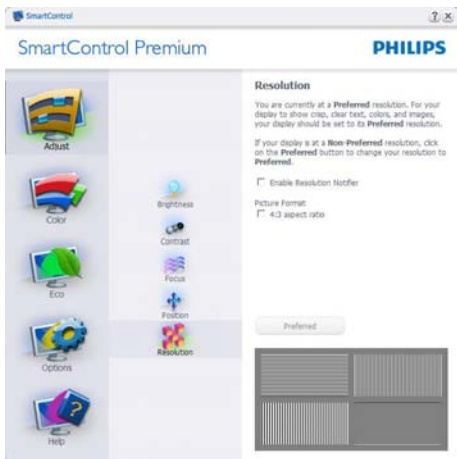 SmartControl
SmartControl Premium
PHILIPS
Adjust
Color
Eco
Options
Help
Brightness
Contrast
Focus
Position
Resolution
Resolution
You are currently at a Preferred resolution. For your
display to show crisp, clear text, colors, and images,
your display should be set to its Preferred resolution.
If your display is at a Non-Preferred resolution, click
on the Preferred button to change your resolution to
Preferred.
Enable Resolution Notifier
Picture Format
4:3 aspect ratio
Preferred